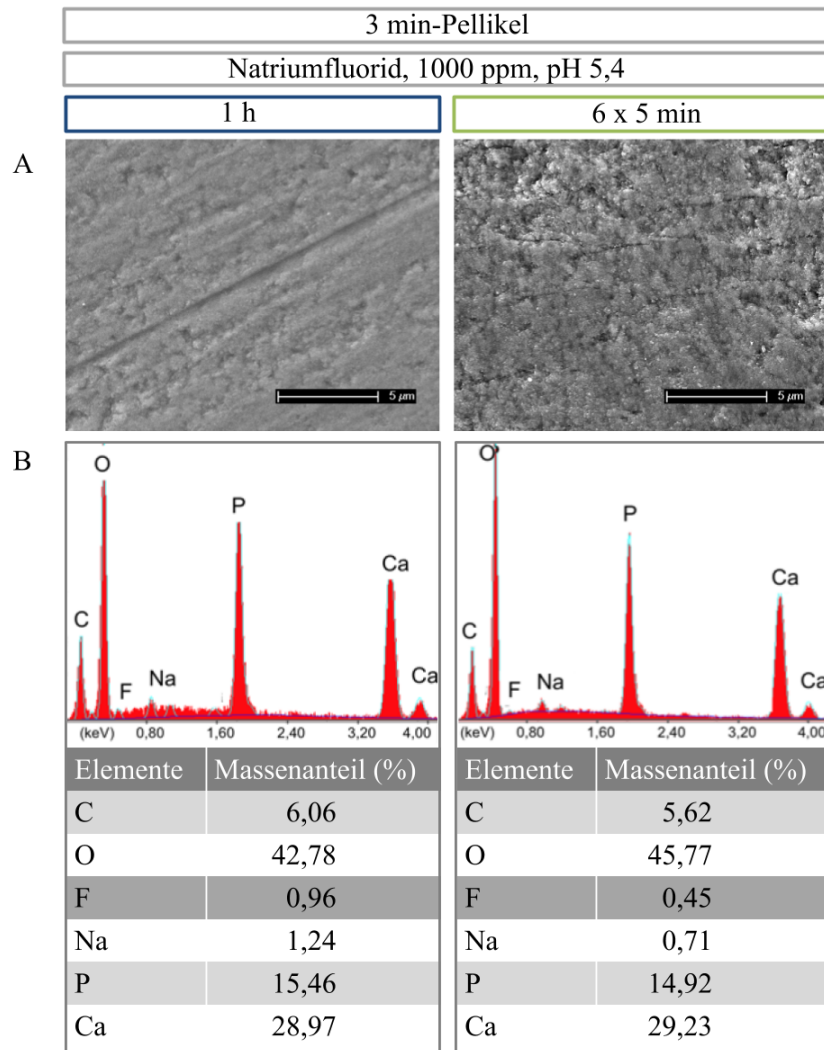 3 min-Pellikel
Natriumfluorid, 1000 ppm, pH 5,4
1 h
6 x 5 min
A
5 µm
5 µm
B
O
P
Ca
C
F
Na
Ca
(keV) 0,80 1,60 2,40 3,20 4,00
O
P
Ca
C
F
Na
Ca
(keV) 0,80 1,60 2,40 3,20 4,00
Elemente Massenanteil (%)
C 6,06
O 42,78
F 0,96
Na 1,24
P 15,46
Ca 28,97
Elemente Massenanteil (%)
C 5,62
O 45,77
F 0,45
Na 0,71
P 14,92
Ca 29,23